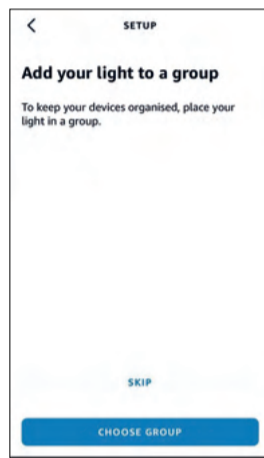 SETUP
Add your light to a group
To keep your devices organised, place your
light in a group.
SKIP
CHOOSE GROUP